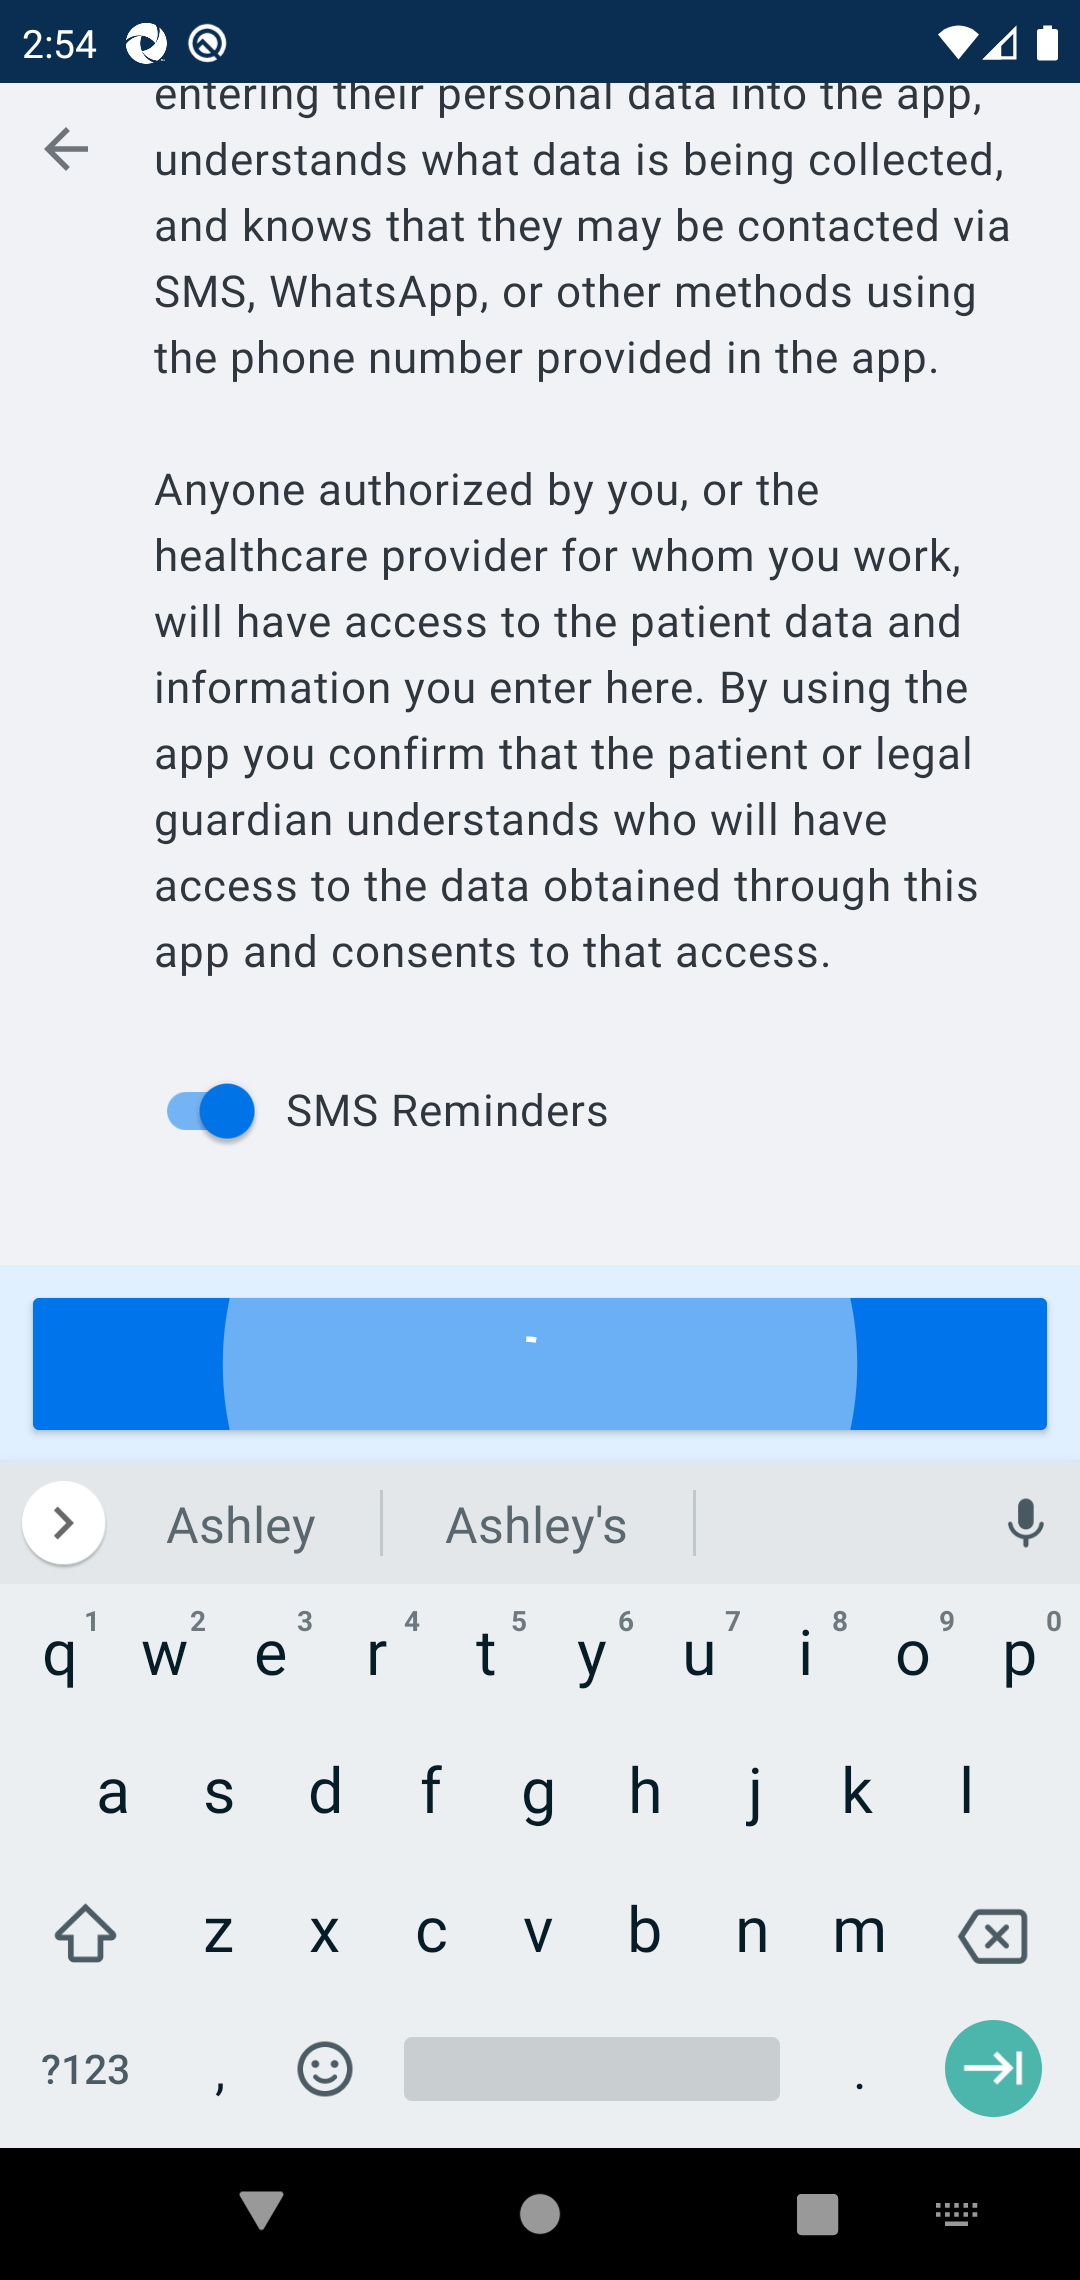 2:54
entering their personal data into the app,
understands what data is being collected,
and knows that they may be contacted via
SMS, WhatsApp, or other methods using
the phone number provided in the app.
Anyone authorized by you, or the
healthcare provider for whom you work,
will have access to the patient data and
information you enter here. By using the
app you confirm that the patient or legal
guardian understands who will have
access to the data obtained through this
app and consents to that access.
SMS Reminders
Ashley Ashley's
1 2 3 4 5 6 7 8 9 0
q w e r t y u i o p
a s d f g h j k l
z x c v b n m
?123 , .